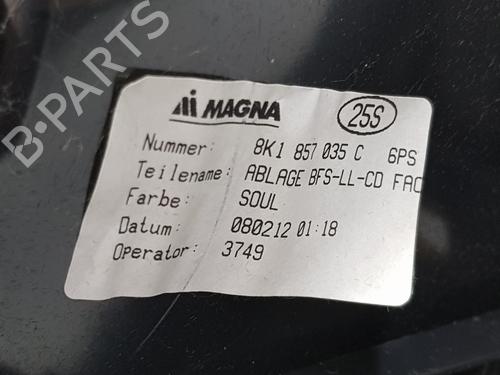 B-PARTS
MAGNA 25S
Nummer: 8K1 857 035 C 6PS
Teilename: ABLAGE BFS-LL-CD FAC
Farbe: SOUL
Datum: 080212 01:18
Operator: 3749